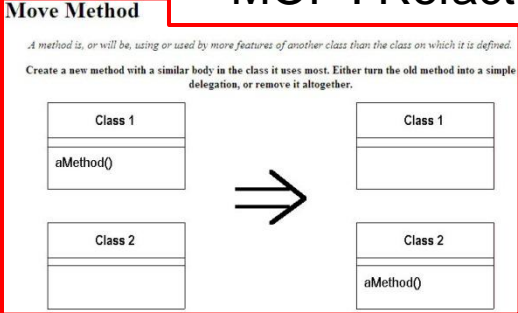 Move Method
A method is, or will be, using or used by more features of another class than the class on which it is defined.
Create a new method with a similar body in the class it uses most. Either turn the old method into a simple
delegation, or remove it altogether.
Class 1
aMethod()
Class 2
Class 1
Class 2
aMethod()